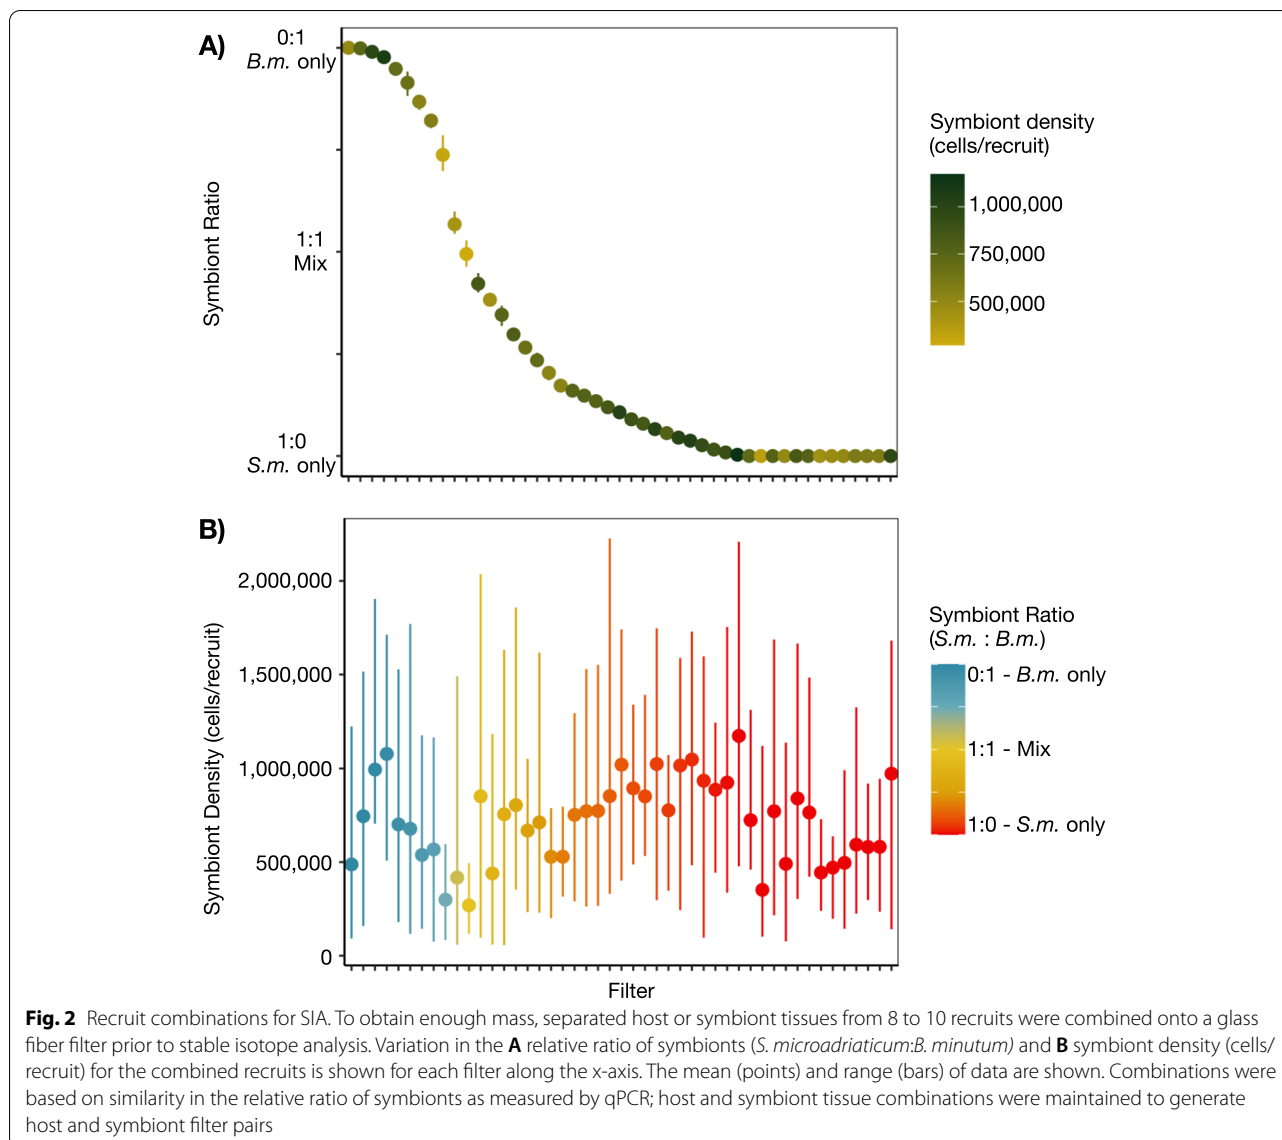 A)
0:1
B.m. only
1:1
Mix
1:0
S.m. only
Symbiont Ratio
Symbiont density
(cells/recruit)
1,000,000
750,000
500,000
B)
2,000,000
1,500,000
1,000,000
500,000
0
Symbiont Density (cells/recruit)
Filter
Symbiont Ratio
(S.m. : B.m.)
0:1 - B.m. only
1:1 - Mix
1:0 - S.m. only
Fig. 2 Recruit combinations for SIA. To obtain enough mass, separated host or symbiont tissues from 8 to 10 recruits were combined onto a glass
fiber filter prior to stable isotope analysis. Variation in the A relative ratio of symbionts (S. microadriaticum:B. minutum) and B symbiont density (cells/
recruit) for the combined recruits is shown for each filter along the x-axis. The mean (points) and range (bars) of data are shown. Combinations were
based on similarity in the relative ratio of symbionts as measured by qPCR; host and symbiont tissue combinations were maintained to generate
host and symbiont filter pairs